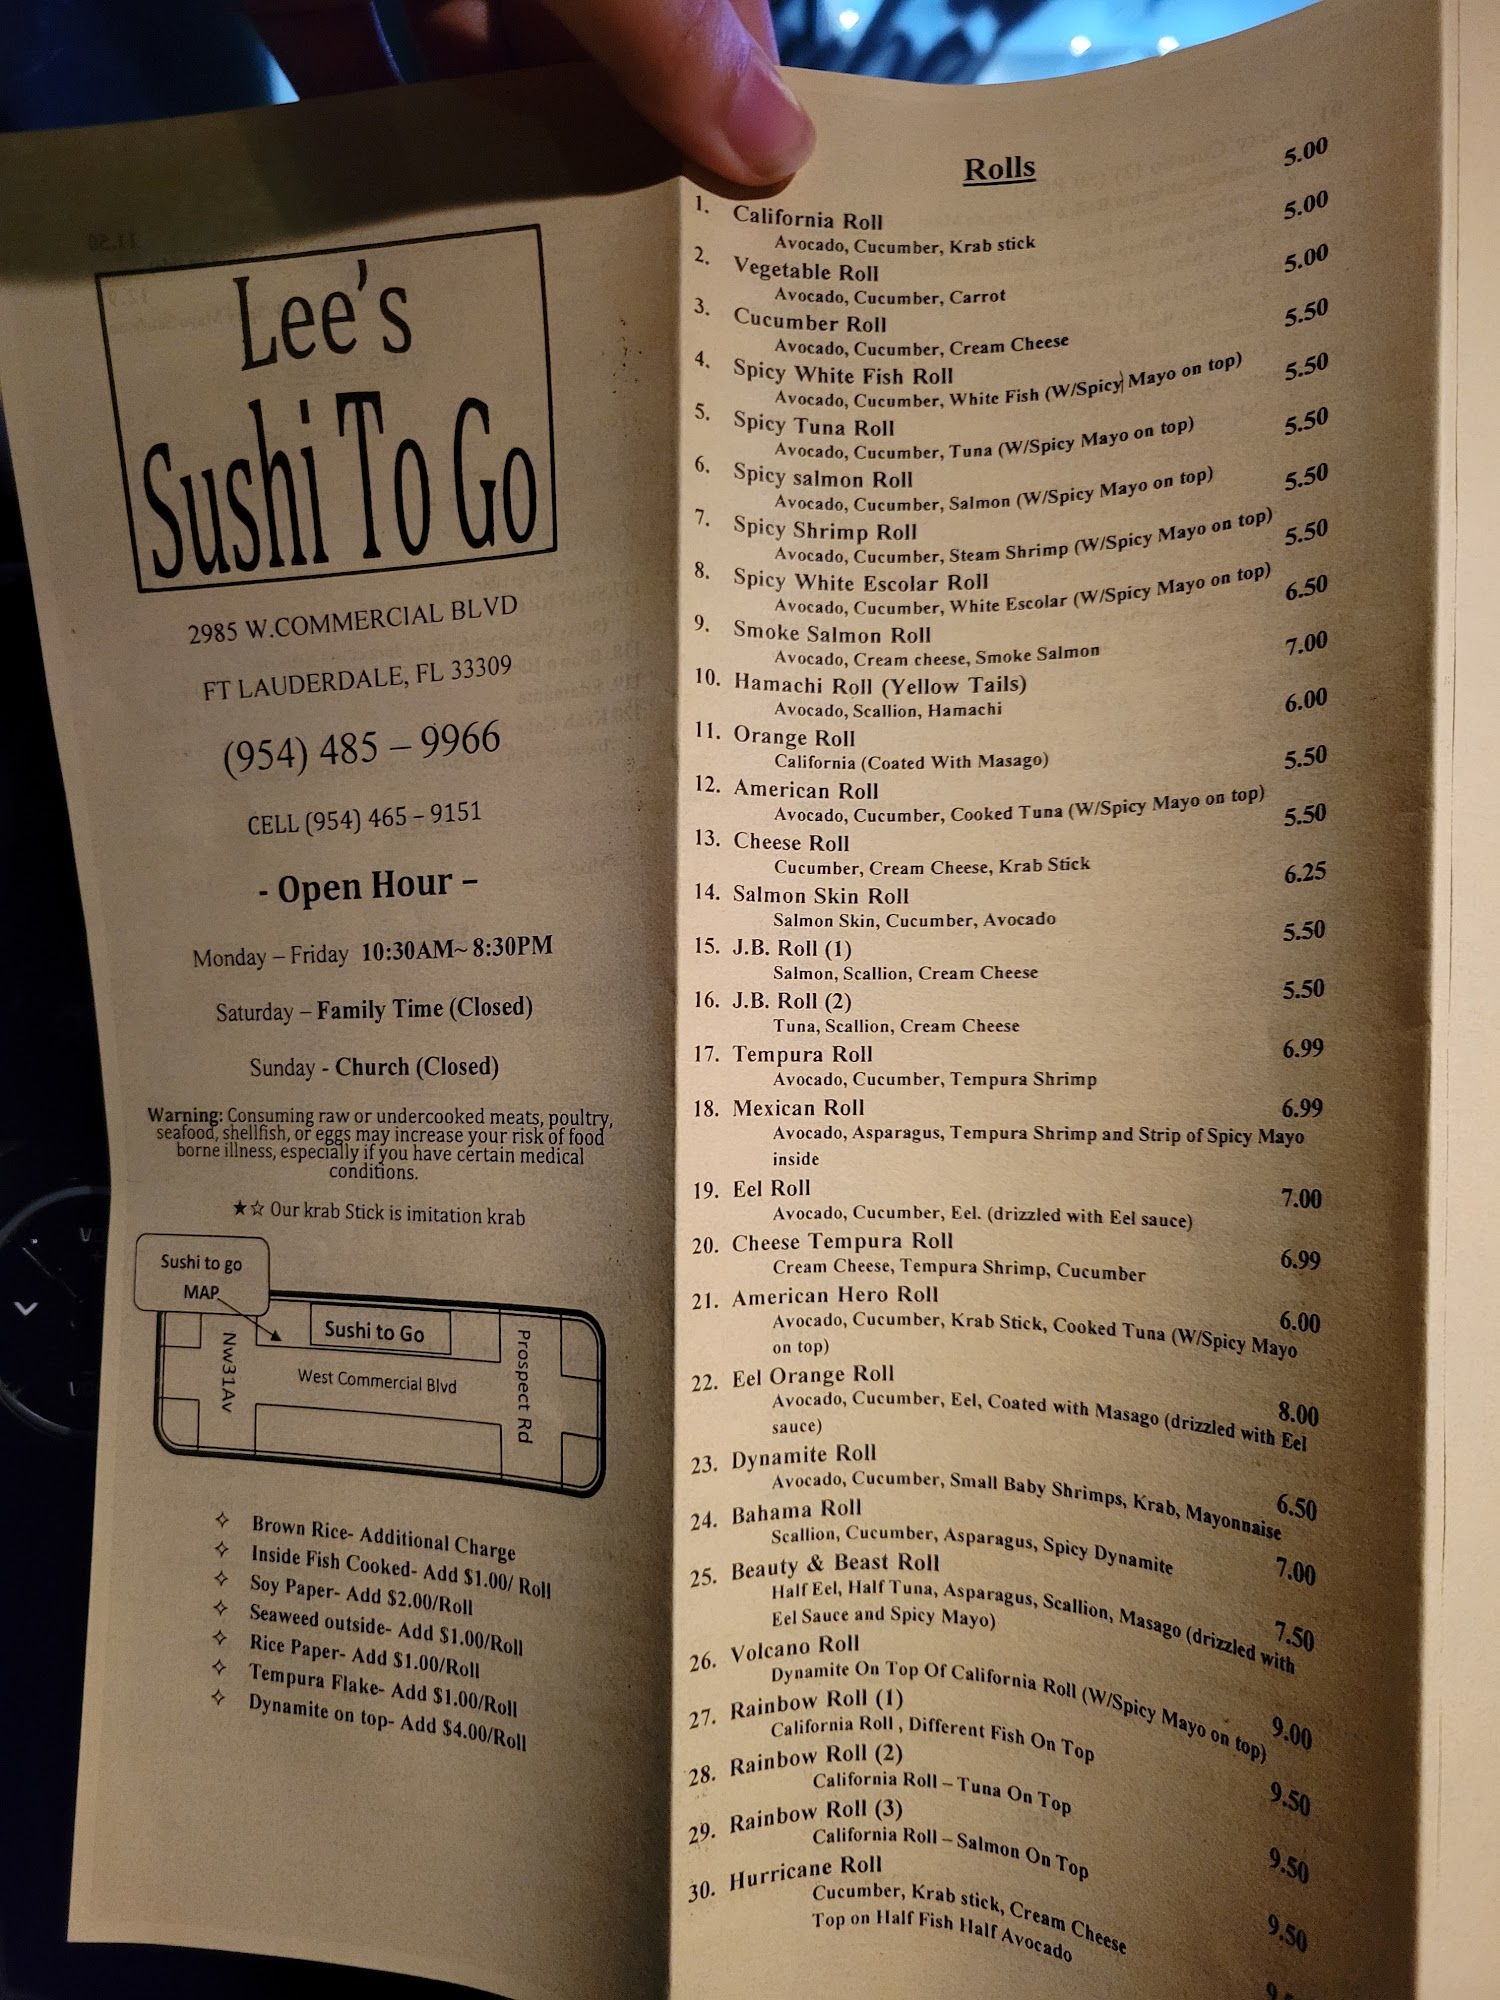 Lee's
Sushi To Go
2985 W.COMMERCIAL BLVD
FT LAUDERDALE, FL 33309
(954) 485 – 9966
CELL (954) 465 – 9151
- Open Hour –
Monday – Friday 10:30AM~ 8:30PM
Saturday – Family Time (Closed)
Sunday - Church (Closed)
Warning: Consuming raw or undercooked meats, poultry,
seafood, shellfish, or eggs may increase your risk of food
borne illness, especially if you have certain medical
conditions.
★☆ Our krab Stick is imitation krab
Sushi to go
MAP
Sushi to Go
Nw31Av
West Commercial Blvd
Prospect Rd
✧ Brown Rice- Additional Charge
✧ Inside Fish Cooked- Add $1.00/ Roll
✧ Soy Paper- Add $2.00/Roll
✧ Seaweed outside- Add $1.00/Roll
✧ Rice Paper- Add $1.00/Roll
✧ Tempura Flake- Add $1.00/Roll
✧ Dynamite on top- Add $4.00/Roll
Rolls
1. California Roll 5.00
Avocado, Cucumber, Krab stick
2. Vegetable Roll 5.00
Avocado, Cucumber, Carrot
3. Cucumber Roll 5.00
Avocado, Cucumber, Cream Cheese
4. Spicy White Fish Roll 5.50
Avocado, Cucumber, White Fish (W/Spicy Mayo on top)
5. Spicy Tuna Roll 5.50
Avocado, Cucumber, Tuna (W/Spicy Mayo on top)
6. Spicy salmon Roll 5.50
Avocado, Cucumber, Salmon (W/Spicy Mayo on top)
7. Spicy Shrimp Roll 5.50
Avocado, Cucumber, Steam Shrimp (W/Spicy Mayo on top)
8. Spicy White Escolar Roll 5.50
Avocado, Cucumber, White Escolar (W/Spicy Mayo on top)
9. Smoke Salmon Roll 6.50
Avocado, Cream cheese, Smoke Salmon
10. Hamachi Roll (Yellow Tails) 7.00
Avocado, Scallion, Hamachi
11. Orange Roll 6.00
California (Coated With Masago)
12. American Roll 5.50
Avocado, Cucumber, Cooked Tuna (W/Spicy Mayo on top)
13. Cheese Roll 5.50
Cucumber, Cream Cheese, Krab Stick
14. Salmon Skin Roll 6.25
Salmon Skin, Cucumber, Avocado
15. J.B. Roll (1) 5.50
Salmon, Scallion, Cream Cheese
16. J.B. Roll (2) 5.50
Tuna, Scallion, Cream Cheese
17. Tempura Roll 6.99
Avocado, Cucumber, Tempura Shrimp
18. Mexican Roll 6.99
Avocado, Asparagus, Tempura Shrimp and Strip of Spicy Mayo
inside
19. Eel Roll 7.00
Avocado, Cucumber, Eel. (drizzled with Eel sauce)
20. Cheese Tempura Roll 6.99
Cream Cheese, Tempura Shrimp, Cucumber
21. American Hero Roll 6.00
Avocado, Cucumber, Krab Stick, Cooked Tuna (W/Spicy Mayo
on top)
22. Eel Orange Roll 8.00
Avocado, Cucumber, Eel, Coated with Masago (drizzled with Eel
sauce)
23. Dynamite Roll 6.50
Avocado, Cucumber, Small Baby Shrimps, Krab, Mayonnaise
24. Bahama Roll 7.00
Scallion, Cucumber, Asparagus, Spicy Dynamite
25. Beauty & Beast Roll 7.50
Half Eel, Half Tuna, Asparagus, Scallion, Masago (drizzled with
Eel Sauce and Spicy Mayo)
26. Volcano Roll 9.00
Dynamite On Top Of California Roll (W/Spicy Mayo on top)
27. Rainbow Roll (1) 9.50
California Roll , Different Fish On Top
28. Rainbow Roll (2) 9.50
California Roll – Tuna On Top
29. Rainbow Roll (3) 9.50
California Roll – Salmon On Top
30. Hurricane Roll
Cucumber, Krab stick, Cream Cheese
Top on Half Fish Half Avocado